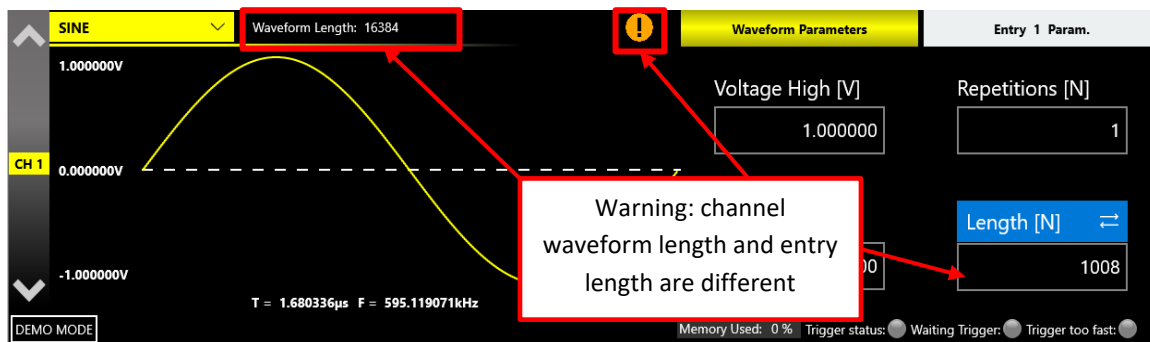 SINE
Waveform Length: 16384
!
Waveform Parameters
Entry 1 Param.
1.000000V
Voltage High [V]
Repetitions [N]
1.000000
1
CH 1
0.000000V
Warning: channel
waveform length and entry
length are different
Length [N]
00
1008
-1.000000V
T = 1.680336µs F = 595.119071kHz
DEMO MODE
Memory Used: 0 %
Trigger status:
Waiting Trigger:
Trigger too fast: